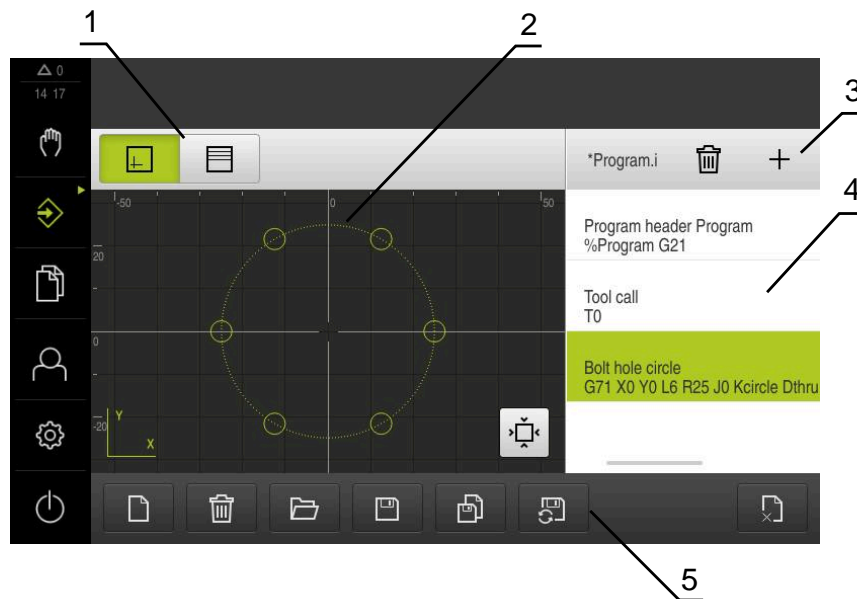 1
2
3
4
5
0
14 17
*Program.i
-50
0
50
20
0
-20
Y
X
Program header Program
%Program G21
Tool call
T0
Bolt hole circle
G71 X0 Y0 L6 R25 J0 Kcircle Dthru